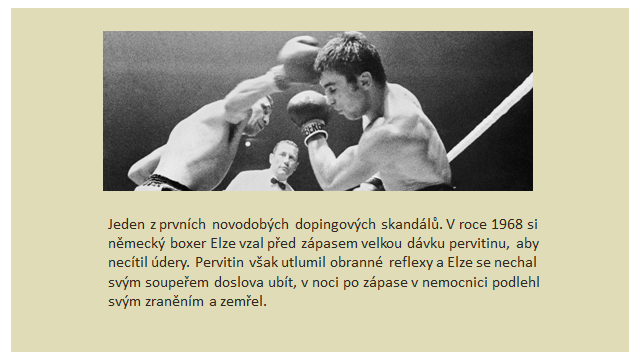 Jeden z prvních novodobých dopingových skandálů. V roce 1968 si
německý boxer Elze vzal před zápasem velkou dávku pervitinu, aby
necítil údery. Pervitin však utlumil obranné reflexy a Elze se nechal
svým soupeřem doslova ubít, v noci po zápase v nemocnici podlehl
svým zraněním a zemřel.